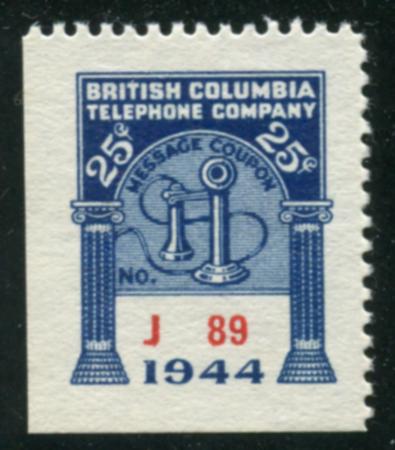 BRITISH COLUMBIA
TELEPHONE COMPANY
25¢ 25¢
MESSAGE COUPON
NO.
J 89
1944